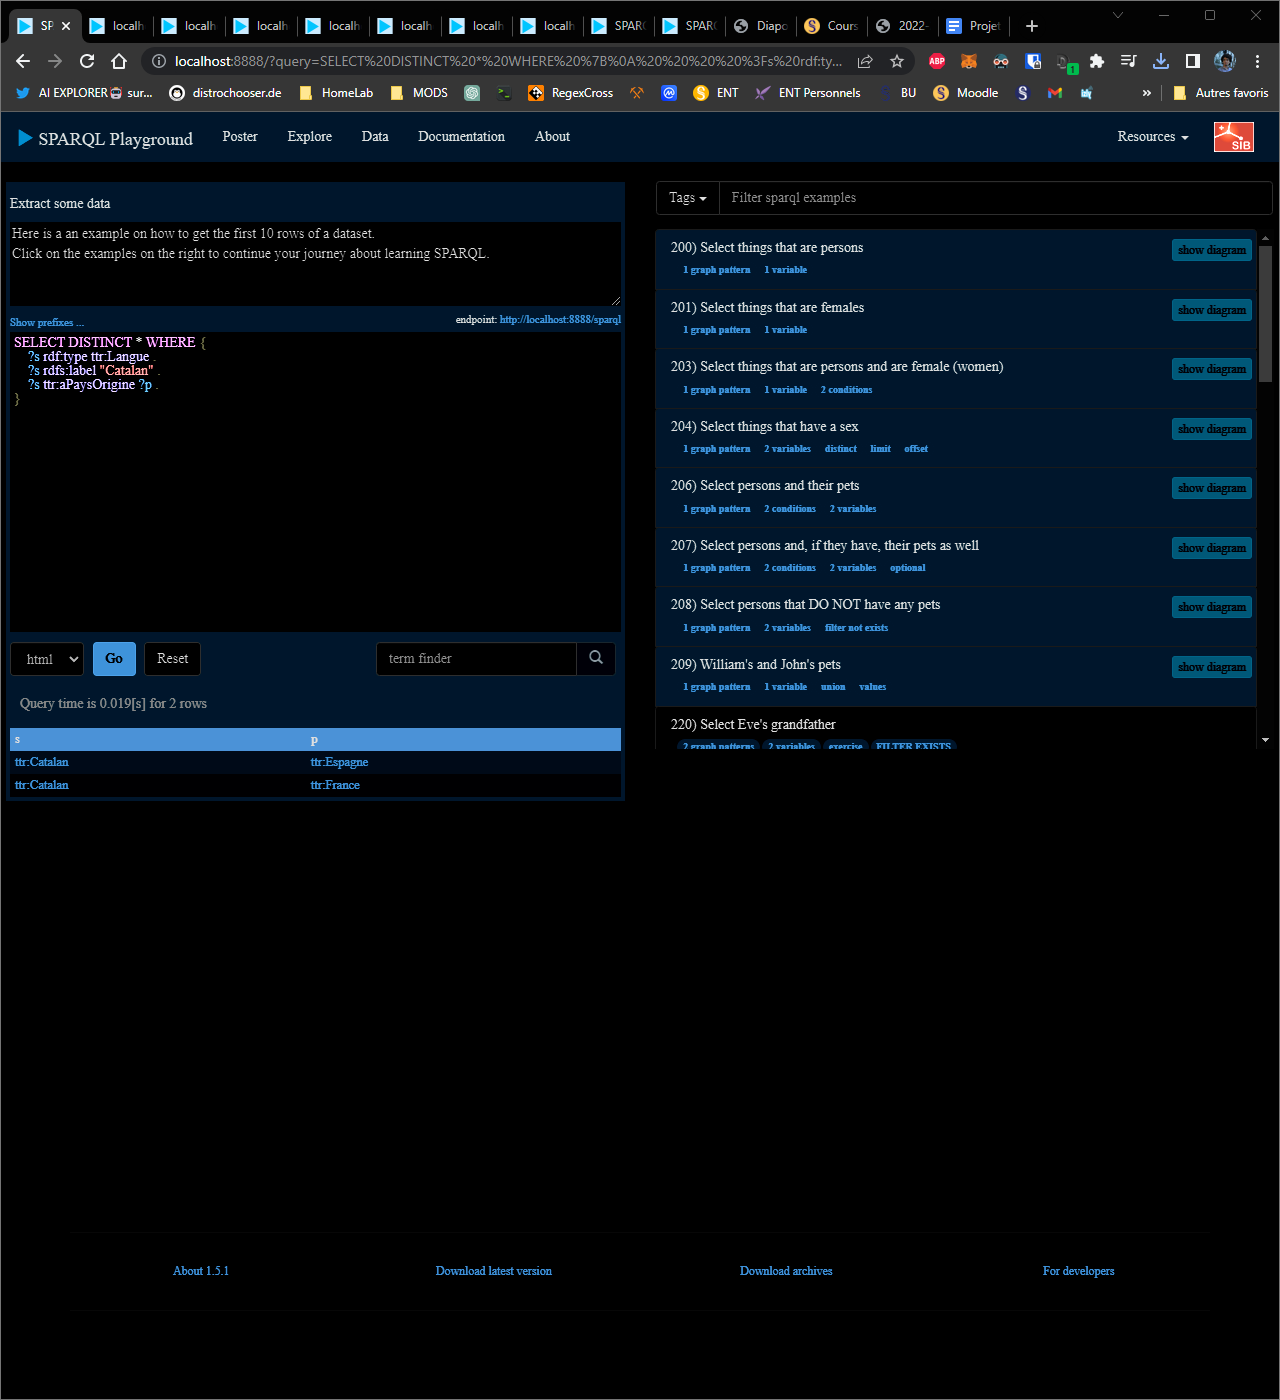 SP
localh
localh
localh
localh
localh
localh
localh
SPARC
SPARC
Diapo
Cours
2022-
Projet
localhost:8888/?query=SELECT%20DISTINCT%20*%20WHERE%20%7B%0A%20%20%20%20%3Fs%20rdf:ty...
ABP
1
AI EXPLORER
sur...
distrochooser.de
HomeLab
MODS
RegexCross
ENT
ENT Personnels
BU
Moodle
»
Autres favoris
SPARQL Playground
Poster
Explore
Data
Documentation
About
Resources
SIB
Extract some data
Here is a an example on how to get the first 10 rows of a dataset.
Click on the examples on the right to continue your journey about learning SPARQL.
Show prefixes ...
endpoint: http://localhost:8888/sparql
SELECT DISTINCT * WHERE {
?s rdf:type ttr:Langue .
?s rdfs:label "Catalan" .
?s ttr:aPaysOrigine ?p .
}
html
Go
Reset
term finder
Query time is 0.019[s] for 2 rows
s p
ttr:Catalan ttr:Espagne
ttr:Catalan ttr:France
Tags
Filter sparql examples
200) Select things that are persons
show diagram
1 graph pattern 1 variable
201) Select things that are females
show diagram
1 graph pattern 1 variable
203) Select things that are persons and are female (women)
show diagram
1 graph pattern 1 variable 2 conditions
204) Select things that have a sex
show diagram
1 graph pattern 2 variables distinct limit offset
206) Select persons and their pets
show diagram
1 graph pattern 2 conditions 2 variables
207) Select persons and, if they have, their pets as well
show diagram
1 graph pattern 2 conditions 2 variables optional
208) Select persons that DO NOT have any pets
show diagram
1 graph pattern 2 variables filter not exists
209) William's and John's pets
show diagram
1 graph pattern 1 variable union values
220) Select Eve's grandfather
2 graph patterns 2 variables exercise FILTER EXISTS
About 1.5.1
Download latest version
Download archives
For developers